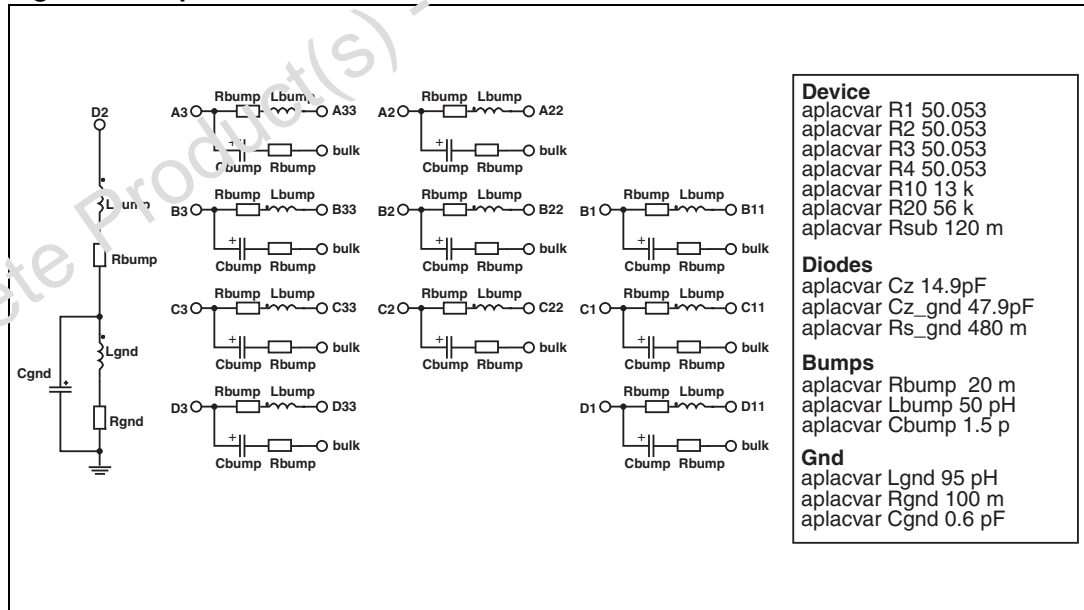 ete Product(s) -
D2
Lbump
Rbump
Lgnd
Cgnd
Rgnd
Rbump Lbump
A3 A33
+
bulk
Cbump Rbump
Rbump Lbump
A2 A22
+
bulk
Cbump Rbump
Rbump Lbump
B3 B33
+
bulk
Cbump Rbump
Rbump Lbump
B2 B22
+
bulk
Cbump Rbump
Rbump Lbump
B1 B11
+
bulk
Cbump Rbump
Rbump Lbump
C3 C33
+
bulk
Cbump Rbump
Rbump Lbump
C2 C22
+
bulk
Cbump Rbump
Rbump Lbump
C1 C11
+
bulk
Cbump Rbump
Rbump Lbump
D3 D33
+
bulk
Cbump Rbump
Rbump Lbump
D1 D11
+
bulk
Cbump Rbump
Device
aplacvar R1 50.053
aplacvar R2 50.053
aplacvar R3 50.053
aplacvar R4 50.053
aplacvar R10 13 k
aplacvar R20 56 k
aplacvar Rsub 120 m
Diodes
aplacvar Cz 14.9pF
aplacvar Cz_gnd 47.9pF
aplacvar Rs_gnd 480 m
Bumps
aplacvar Rbump 20 m
aplacvar Lbump 50 pH
aplacvar Cbump 1.5 p
Gnd
aplacvar Lgnd 95 pH
aplacvar Rgnd 100 m
aplacvar Cgnd 0.6 pF